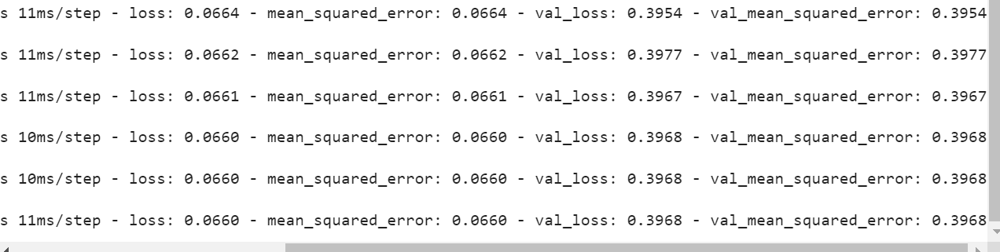 s 11ms/step - loss: 0.0664 - mean_squared_error: 0.0664 - val_loss: 0.3954 - val_mean_squared_error: 0.3954
s 11ms/step - loss: 0.0662 - mean_squared_error: 0.0662 - val_loss: 0.3977 - val_mean_squared_error: 0.3977
s 11ms/step - loss: 0.0661 - mean_squared_error: 0.0661 - val_loss: 0.3967 - val_mean_squared_error: 0.3967
s 10ms/step - loss: 0.0660 - mean_squared_error: 0.0660 - val_loss: 0.3968 - val_mean_squared_error: 0.3968
s 10ms/step - loss: 0.0660 - mean_squared_error: 0.0660 - val_loss: 0.3968 - val_mean_squared_error: 0.3968
s 11ms/step - loss: 0.0660 - mean_squared_error: 0.0660 - val_loss: 0.3968 - val_mean_squared_error: 0.3968